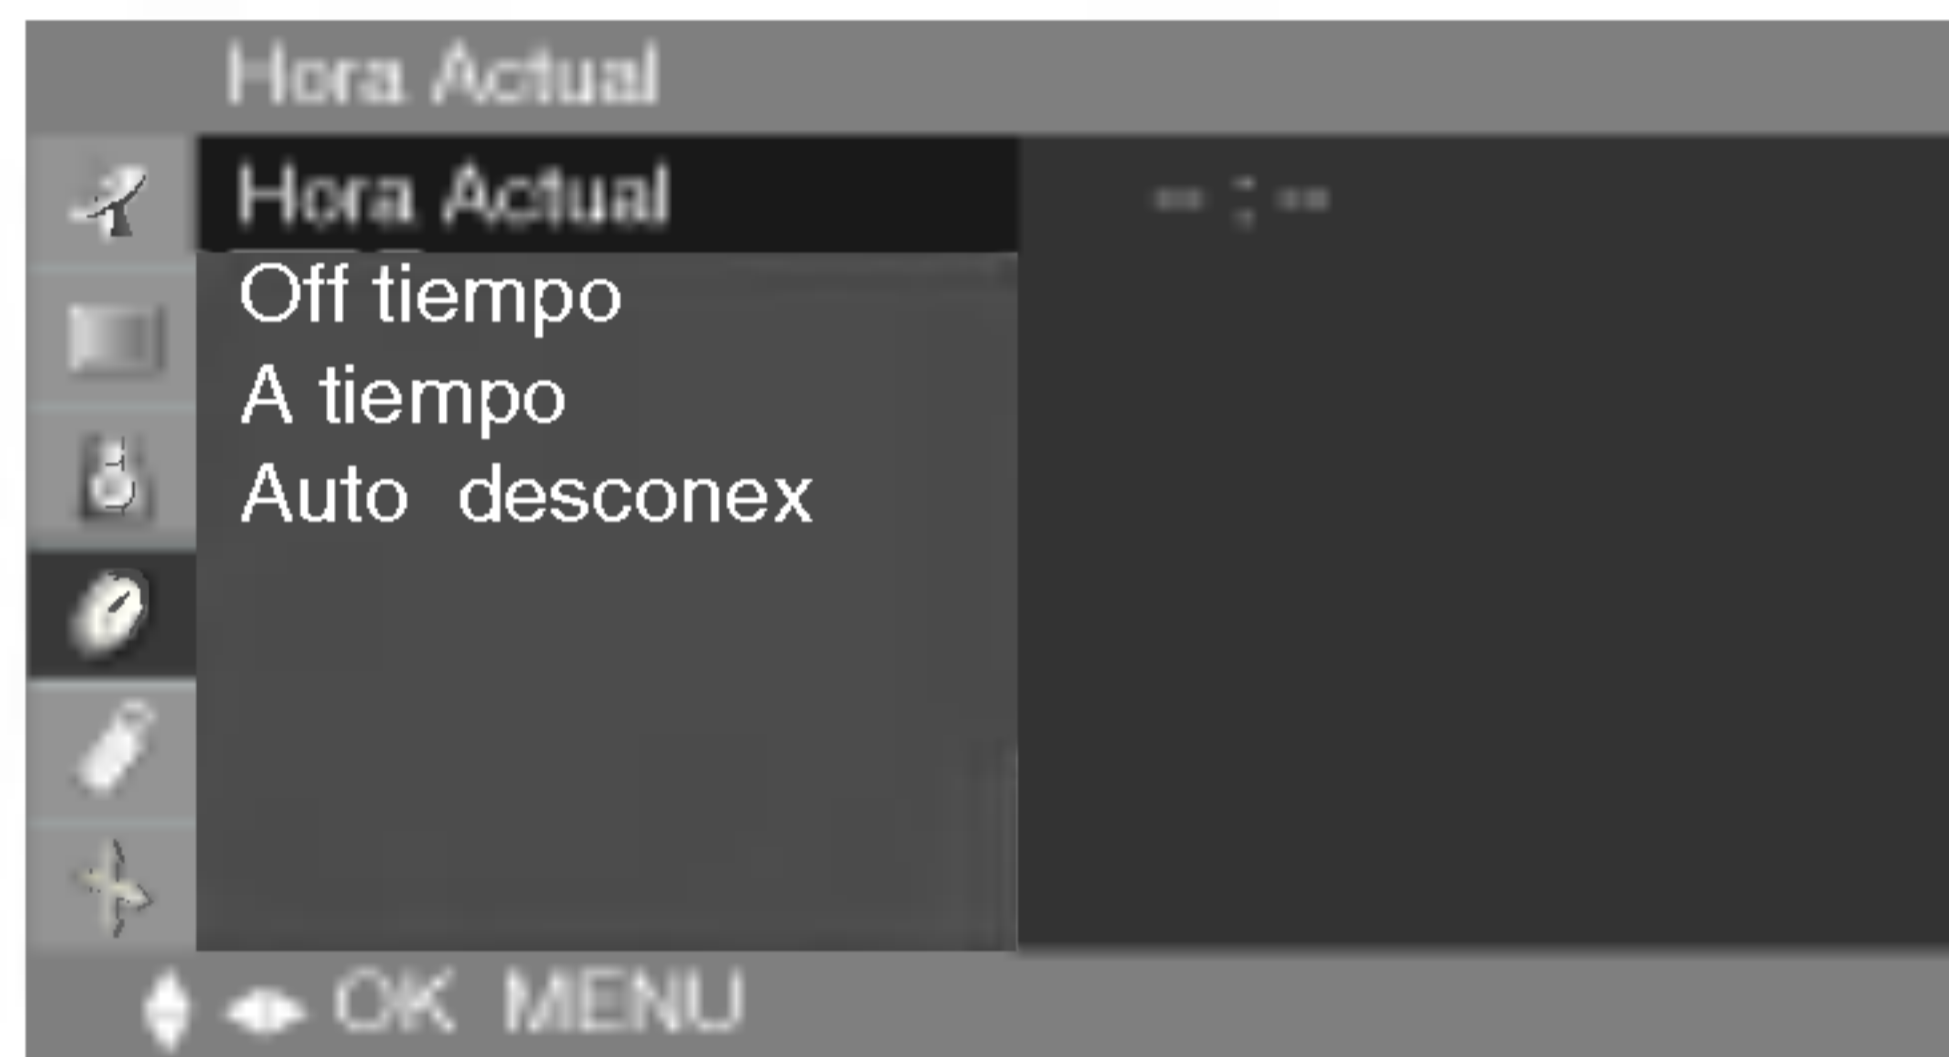 Hora Actual
Hora Actual --:--
Off tiempo
A tiempo
Auto desconex
OK MENU